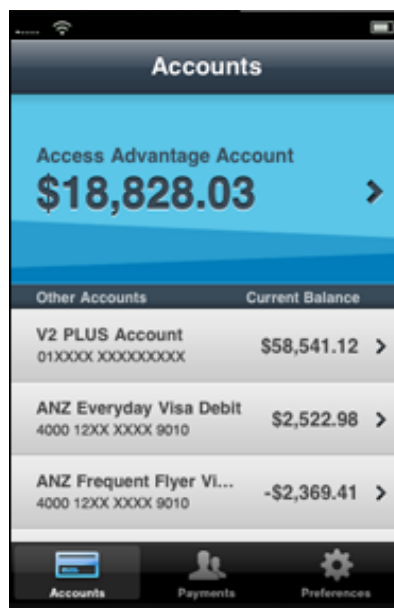 Accounts
Access Advantage Account
$18,828.03
Other Accounts Current Balance
V2 PLUS Account
01XXXX XXXXXXXXX
$58,541.12
ANZ Everyday Visa Debit
4000 12XX XXXX 9010
$2,522.98
ANZ Frequent Flyer Vi...
4000 12XX XXXX 9010
-$2,369.41
Accounts Payments Preferences